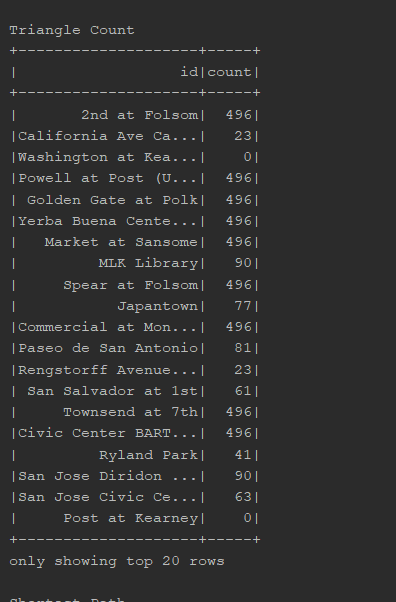 Triangle Count
+--------------------+-----+
|                  id|count|
+--------------------+-----+
|       2nd at Folsom|  496|
|California Ave Ca...|   23|
|Washington at Kea...|    0|
|Powell at Post (U...|  496|
| Golden Gate at Polk|  496|
|Yerba Buena Cente...|  496|
|   Market at Sansome|  496|
|         MLK Library|   90|
|     Spear at Folsom|  496|
|           Japantown|   77|
|Commercial at Mon...|  496|
|Paseo de San Antonio|   81|
|Rengstorff Avenue...|   23|
| San Salvador at 1st|   61|
|     Townsend at 7th|  496|
|Civic Center BART...|  496|
|         Ryland Park|   41|
|San Jose Diridon ...|   90|
|San Jose Civic Ce...|   63|
|     Post at Kearney|    0|
+--------------------+-----+
only showing top 20 rows
Shortest Path